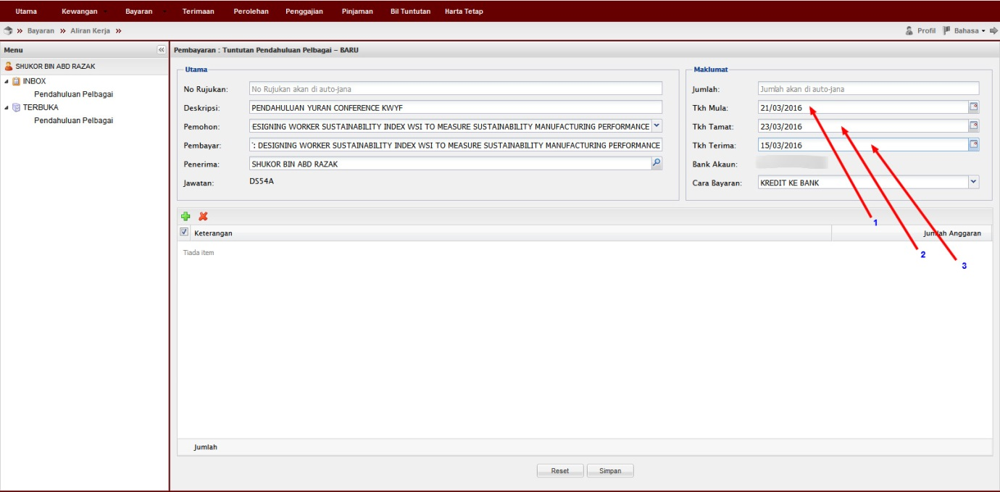 Utama Kewangan Bayaran Terimaan Perolehan Penggajian Pinjaman Bil Tuntutan Harta Tetap
» Bayaran » Aliran Kerja » Profil Bahasa
Menu
SHUKOR BIN ABD RAZAK
INBOX
Pendahuluan Pelbagai
TERBUKA
Pendahuluan Pelbagai
Pembayaran : Tuntutan Pendahuluan Pelbagai – BARU
Utama
No Rujukan: No Rujukan akan di auto-jana
Deskripsi: PENDAHULUAN YURAN CONFERENCE KWYF
Pemohon: ESIGNING WORKER SUSTAINABILITY INDEX WSI TO MEASURE SUSTAINABILITY MANUFACTURING PERFORMANCE
Pembayar: ': DESIGNING WORKER SUSTAINABILITY INDEX WSI TO MEASURE SUSTAINABILITY MANUFACTURING PERFORMANCE
Penerima: SHUKOR BIN ABD RAZAK
Jawatan: DS54A
Maklumat
Jumlah: Jumlah akan di auto-jana
Tkh Mula: 21/03/2016
Tkh Tamat: 23/03/2016
Tkh Terima: 15/03/2016
Bank Akaun:
Cara Bayaran: KREDIT KE BANK
1
2
3
Keterangan Jumlah Anggaran
Tiada item
Jumlah
Reset Simpan